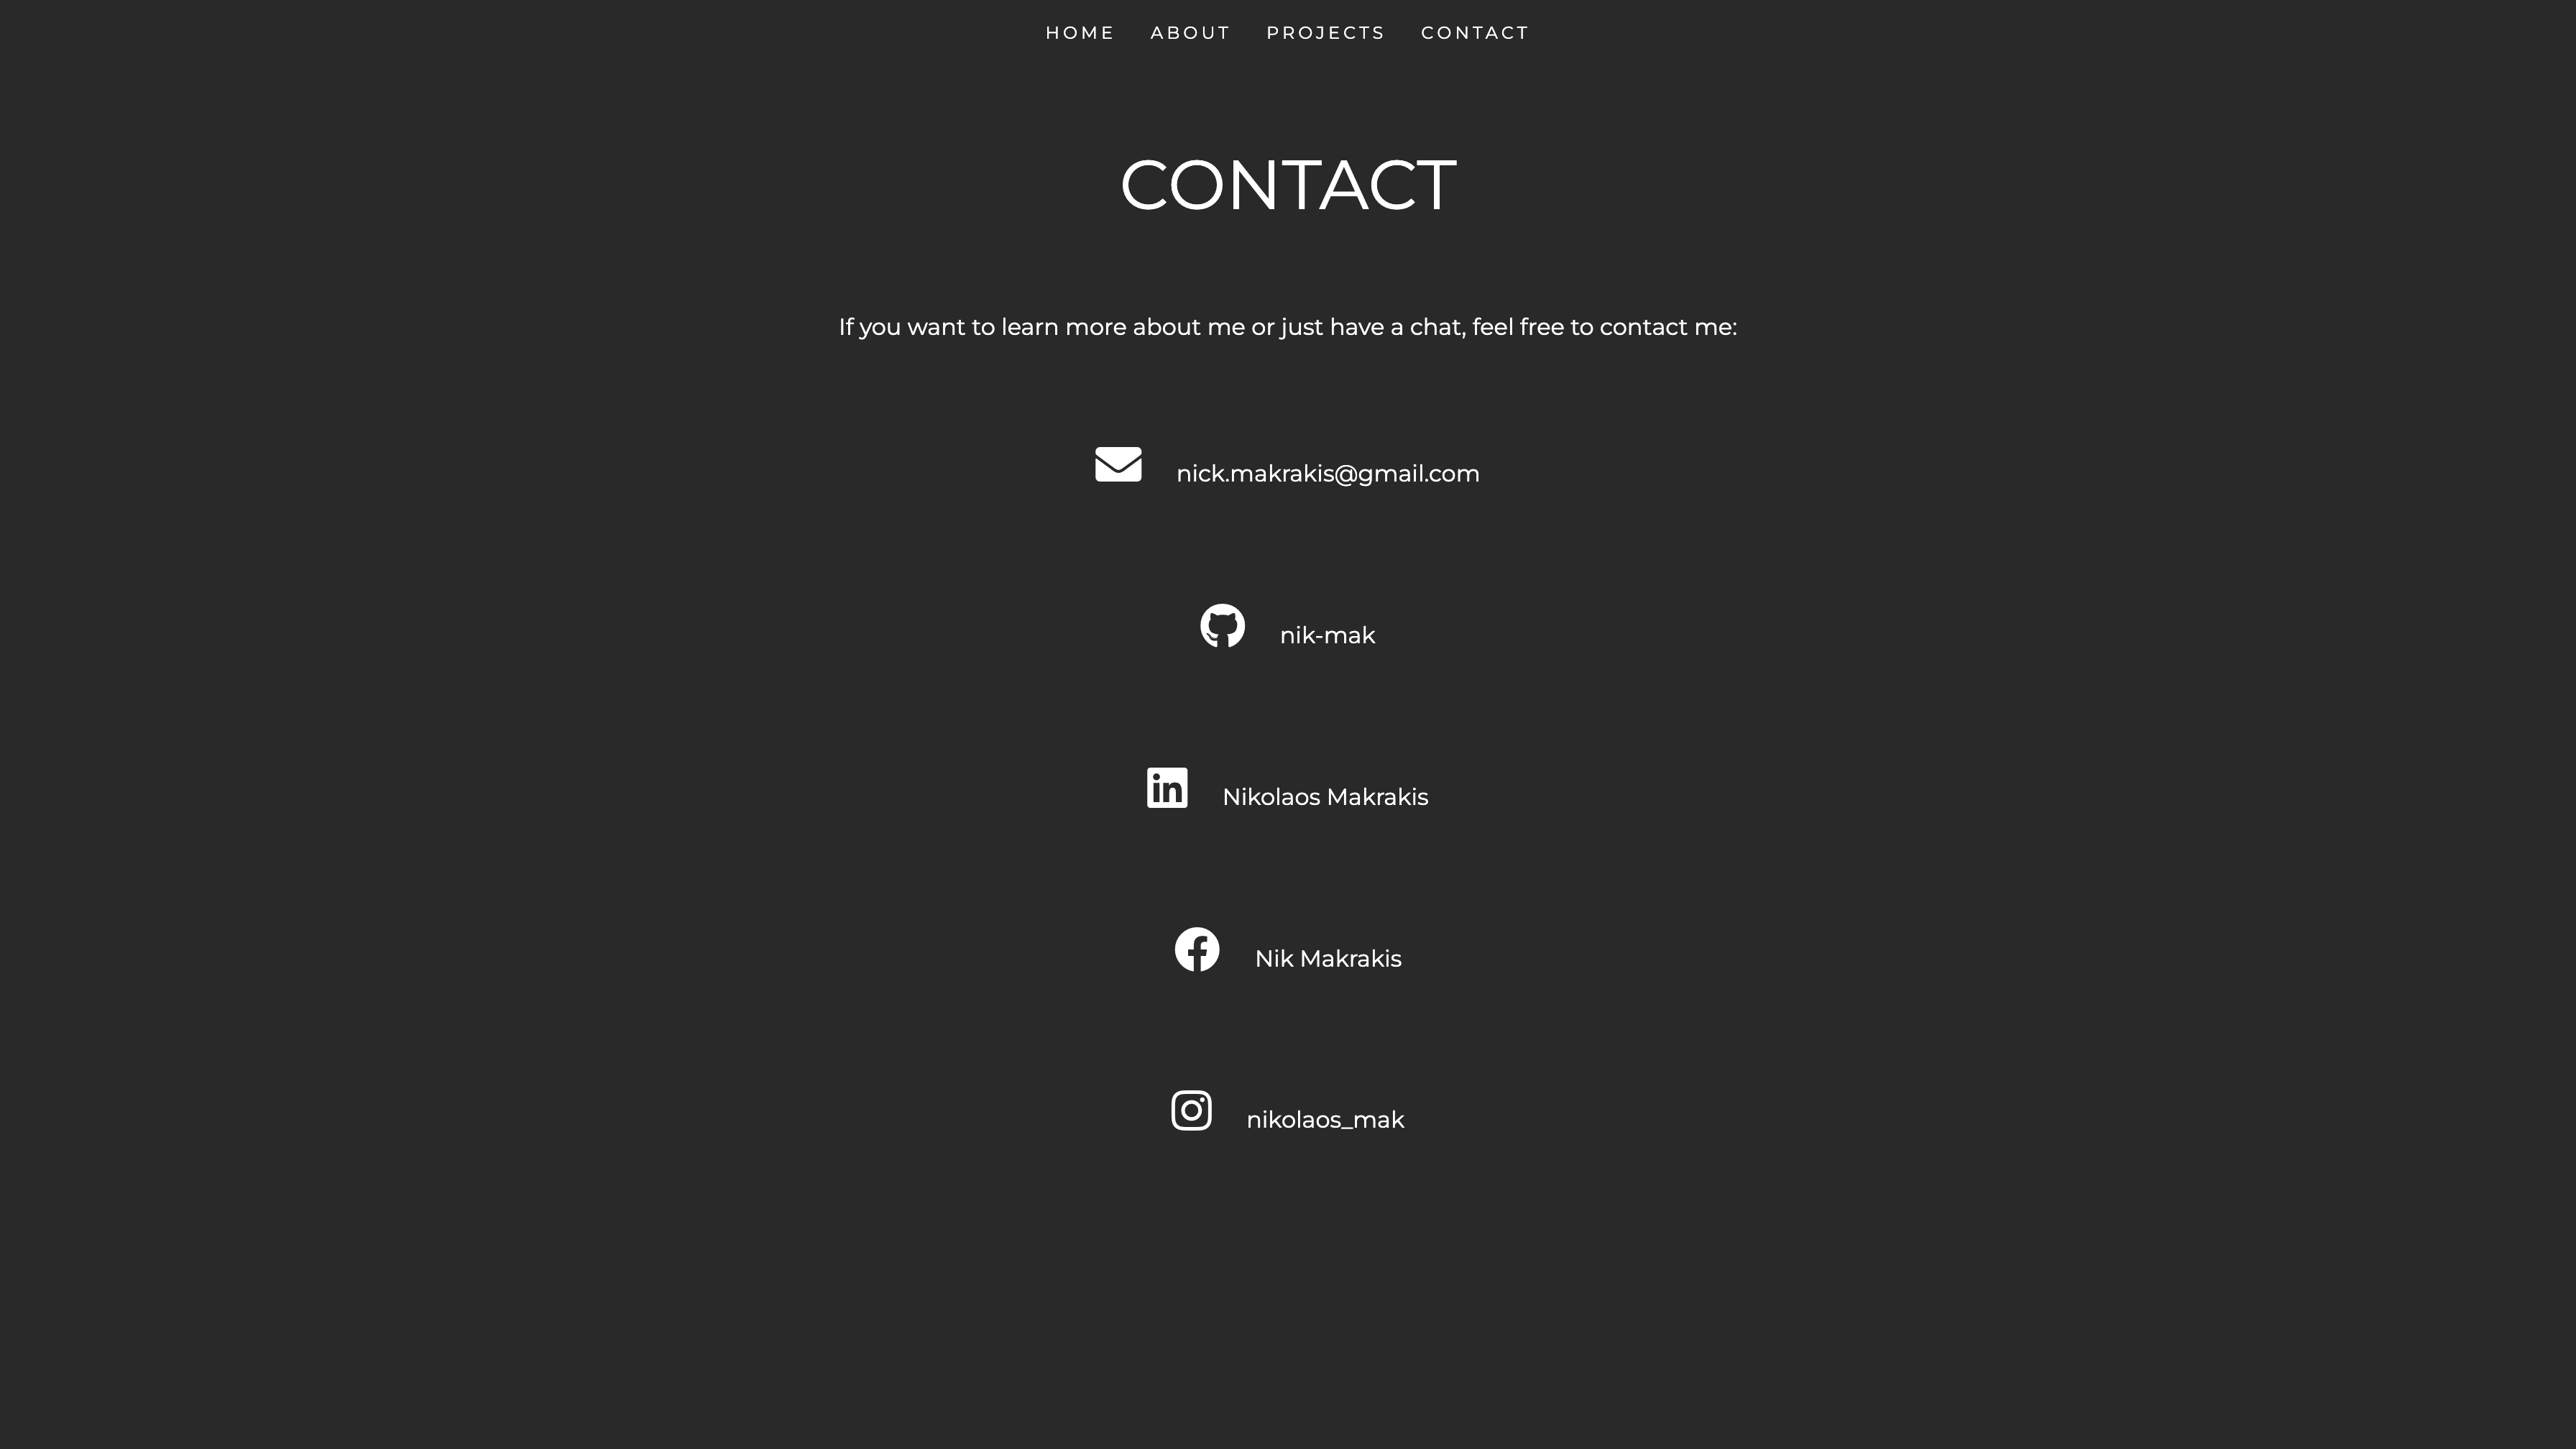 HOME ABOUT PROJECTS CONTACT
CONTACT
If you want to learn more about me or just have a chat, feel free to contact me:
nick.makrakis@gmail.com
nik-mak
Nikolaos Makrakis
Nik Makrakis
nikolaos_mak